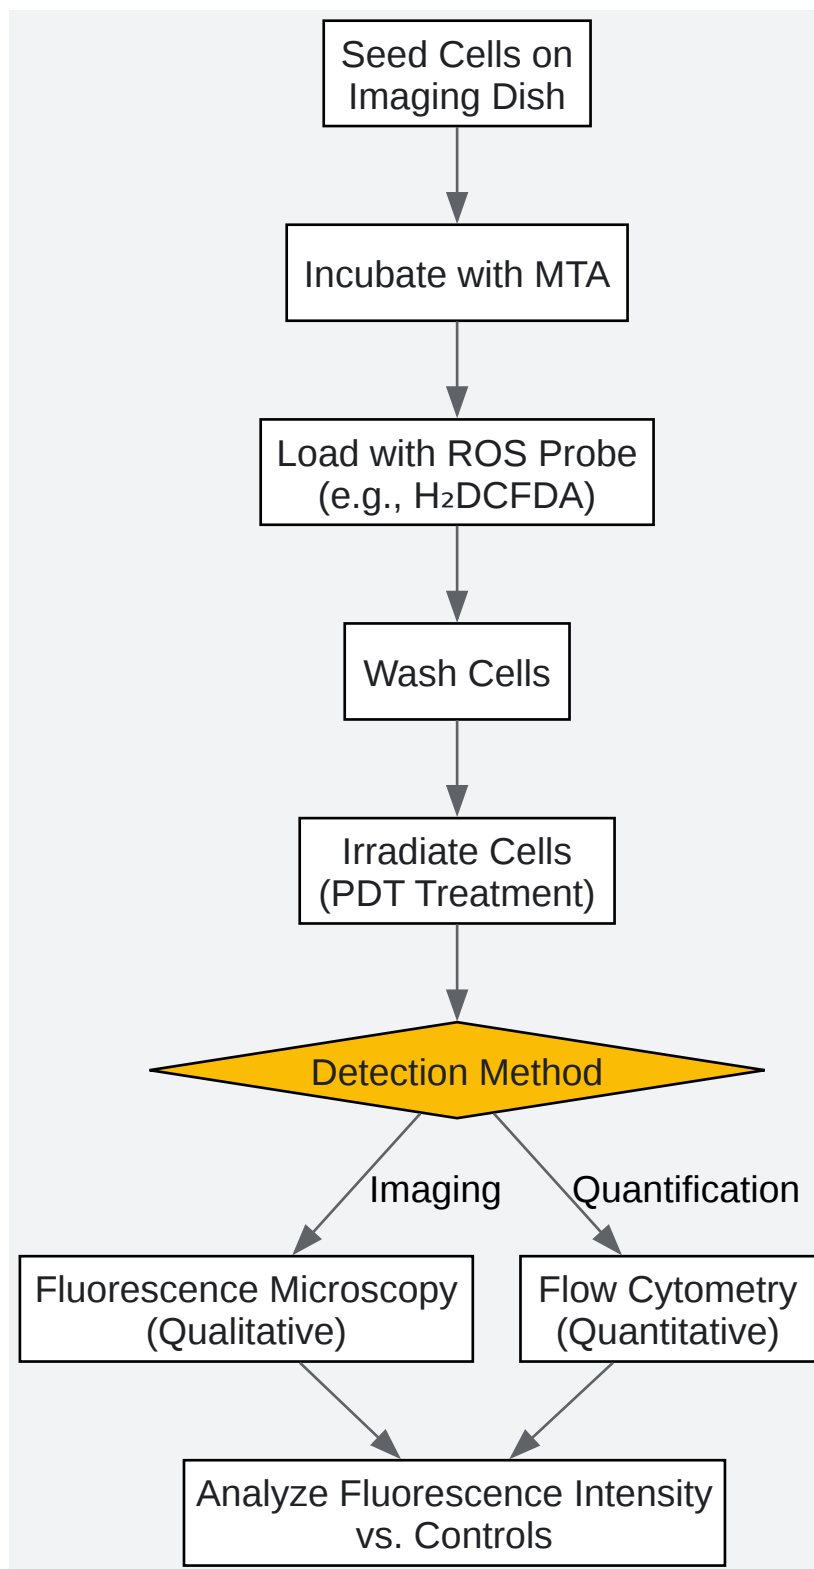 Seed Cells on
Imaging Dish
Incubate with MTA
Load with ROS Probe
(e.g., H₂DCFDA)
Wash Cells
Irradiate Cells
(PDT Treatment)
Detection Method
Imaging
Quantification
Fluorescence Microscopy
(Qualitative)
Flow Cytometry
(Quantitative)
Analyze Fluorescence Intensity
vs. Controls